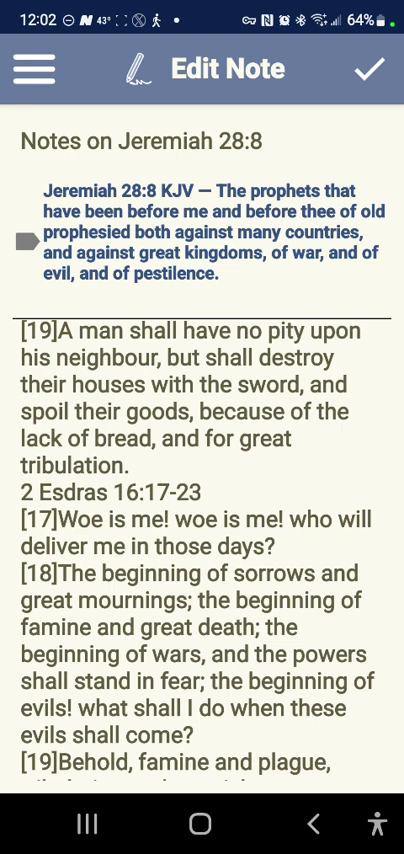 12:02 43° 64%
Edit Note
Notes on Jeremiah 28:8
Jeremiah 28:8 KJV — The prophets that
have been before me and before thee of old
prophesied both against many countries,
and against great kingdoms, of war, and of
evil, and of pestilence.
[19]A man shall have no pity upon
his neighbour, but shall destroy
their houses with the sword, and
spoil their goods, because of the
lack of bread, and for great
tribulation.
2 Esdras 16:17-23
[17]Woe is me! woe is me! who will
deliver me in those days?
[18]The beginning of sorrows and
great mournings; the beginning of
famine and great death; the
beginning of wars, and the powers
shall stand in fear; the beginning of
evils! what shall I do when these
evils shall come?
[19]Behold, famine and plague,